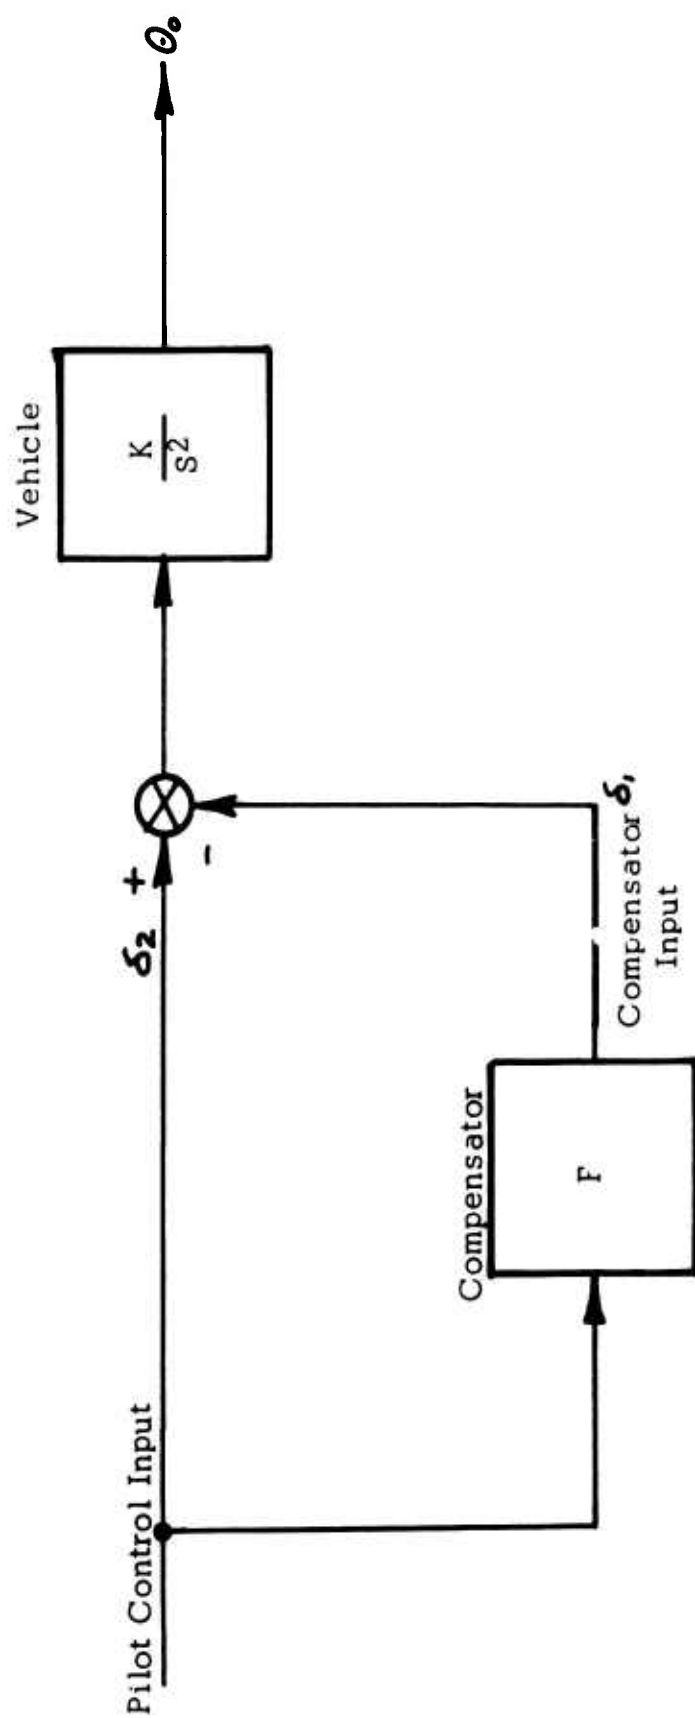 Pilot Control Input
δ2
+
-
Vehicle
K
S2
θo
Compensator
F
Compensator δ1
Input